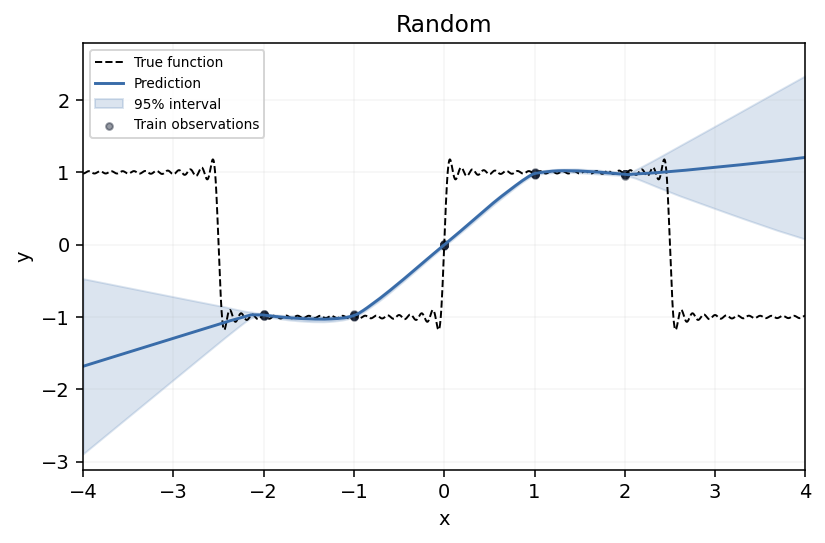 Random
True function
Prediction
95% interval
Train observations
y
2
1
0
−1
−2
−3
−4
−3
−2
−1
0
1
2
3
4
x